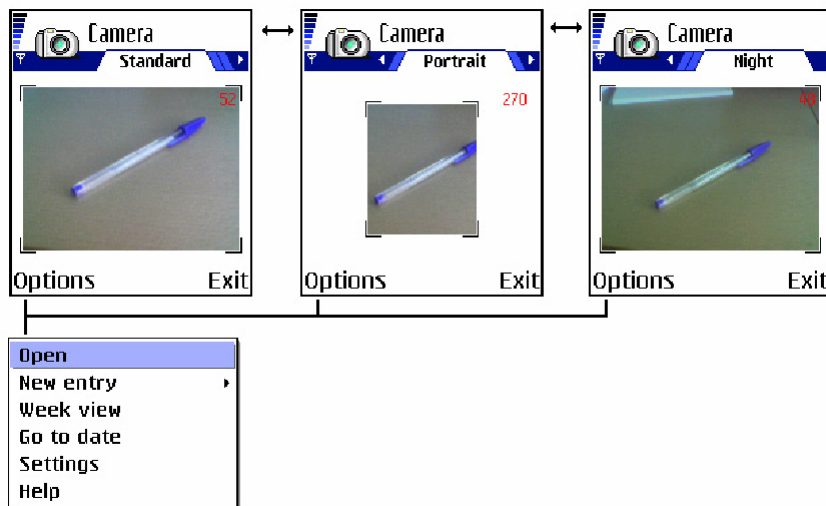 Camera
Standard
52
Options Exit
Camera
Portrait
270
Options Exit
Camera
Night
48
Options Exit
Open
New entry
Week view
Go to date
Settings
Help